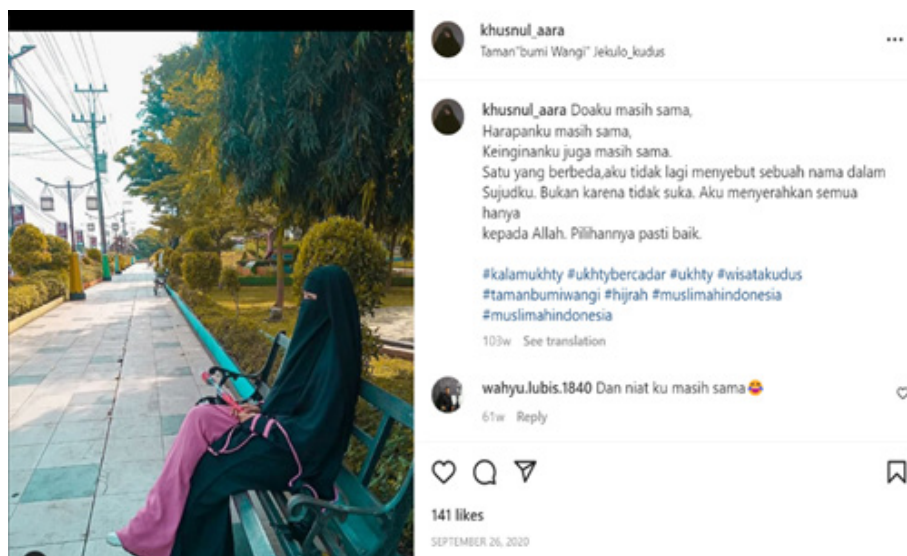 khusnul_aara
Taman"bumi Wangi" Jekulo_kudus
khusnul_aara Doaku masih sama,
Harapanku masih sama,
Keinginanku juga masih sama.
Satu yang berbeda,aku tidak lagi menyebut sebuah nama dalam
Sujudku. Bukan karena tidak suka. Aku menyerahkan semua
hanya
kepada Allah. Pilihannya pasti baik.
#kalamukhty #ukhtybercadar #ukhty #wisatakudus
#tamanbumiwangi #hijrah #muslimahindonesia
#muslimahindonesia
103w See translation
wahyu.lubis.1840 Dan niat ku masih sama😂
61w Reply
141 likes
SEPTEMBER 26, 2020